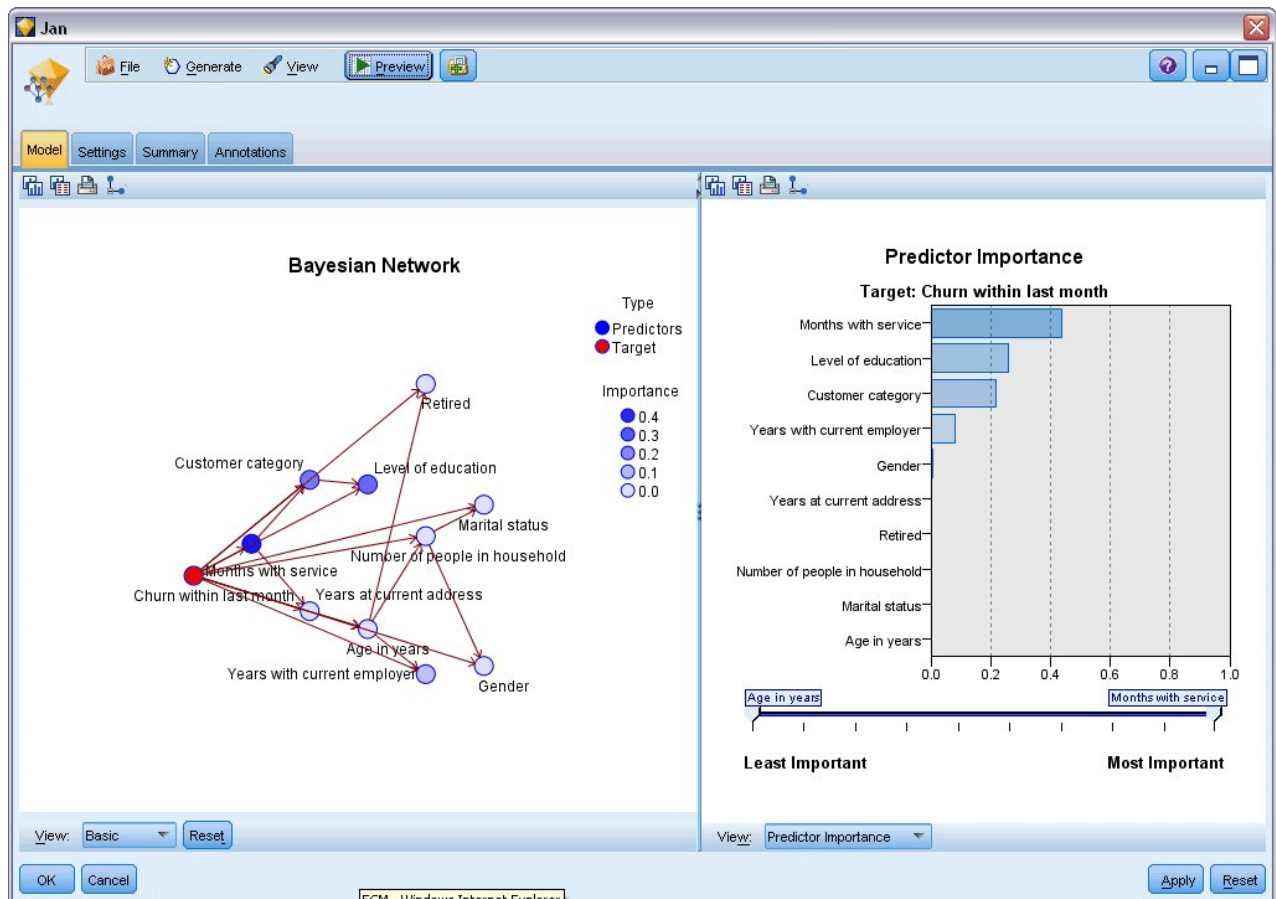 Jan
File Generate View Preview
Model Settings Summary Annotations
Bayesian Network
Type
Predictors
Target
Importance
0.4
0.3
0.2
0.1
0.0
Retired
Customer category
Level of education
Marital status
Number of people in household
Months with service
Churn within last month
Years at current address
Age in years
Years with current employer
Gender
View: Basic Reset
Predictor Importance
Target: Churn within last month
Months with service
Level of education
Customer category
Years with current employer
Gender
Years at current address
Retired
Number of people in household
Marital status
Age in years
0.0 0.2 0.4 0.6 0.8 1.0
Age in years Months with service
Least Important Most Important
View: Predictor Importance
OK Cancel Apply Reset
ECM - Windows Internet Explorer